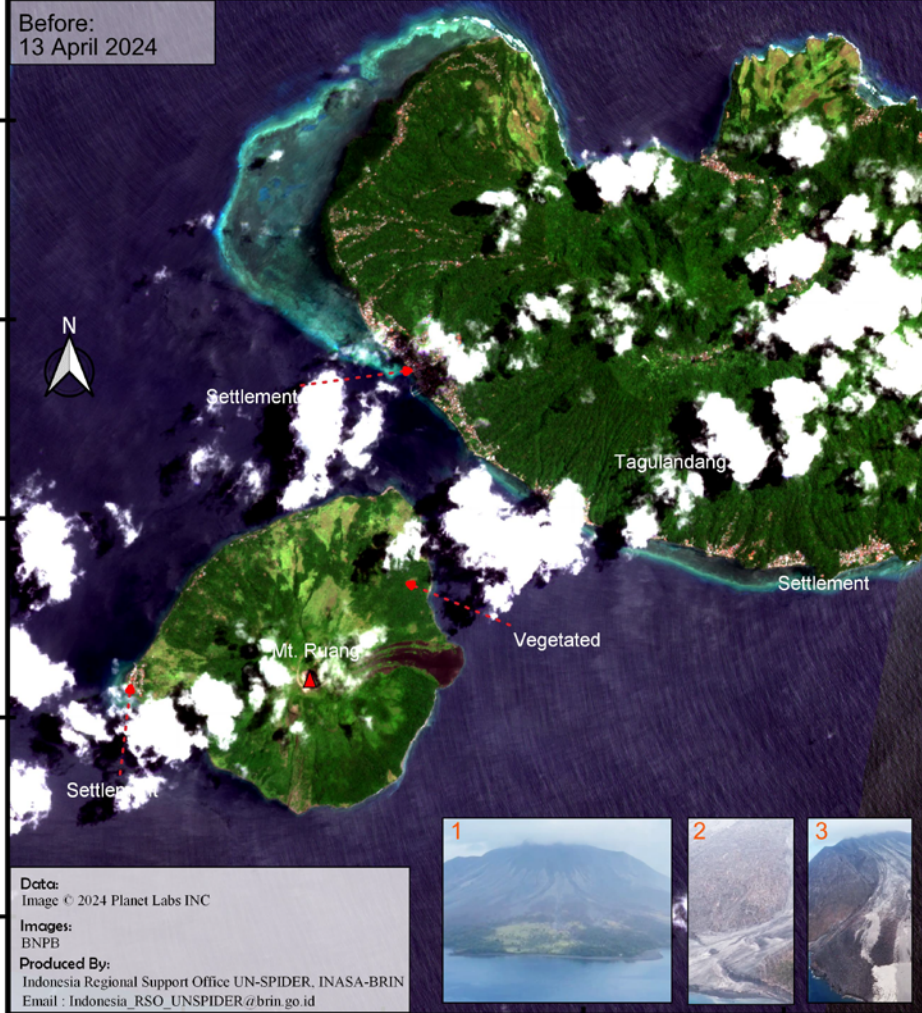 Before:
13 April 2024
N
Settlement
Tagulandang
Settlement
Vegetated
Mt. Ruang
Settlement
1
2
3
Data:
Image © 2024 Planet Labs INC
Images:
BNPB
Produced By:
Indonesia Regional Support Office UN-SPIDER, INASA-BRIN
Email : Indonesia_RSO_UNSPIDER@brin.go.id